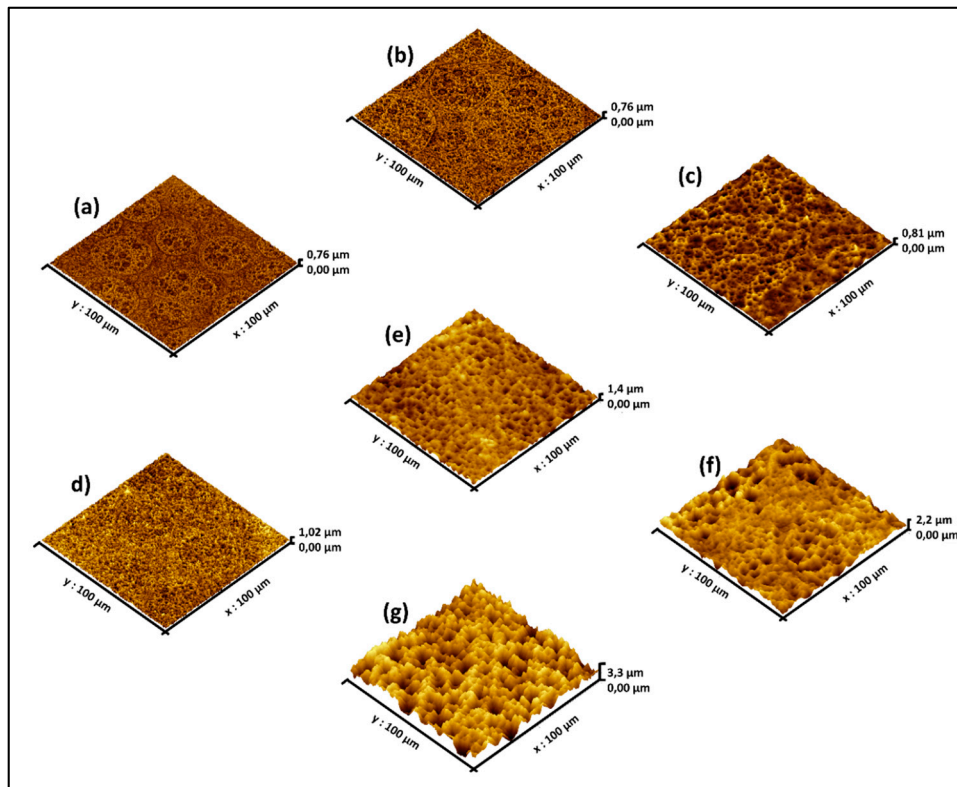 (b)
0,76 µm
0,00 µm
y : 100 µm
x : 100 µm
(a)
0,76 µm
0,00 µm
y : 100 µm
x : 100 µm
(c)
0,81 µm
0,00 µm
y : 100 µm
x : 100 µm
(e)
1,4 µm
0,00 µm
y : 100 µm
x : 100 µm
d)
1,02 µm
0,00 µm
y : 100 µm
x : 100 µm
(f)
2,2 µm
0,00 µm
y : 100 µm
x : 100 µm
(g)
3,3 µm
0,00 µm
y : 100 µm
x : 100 µm